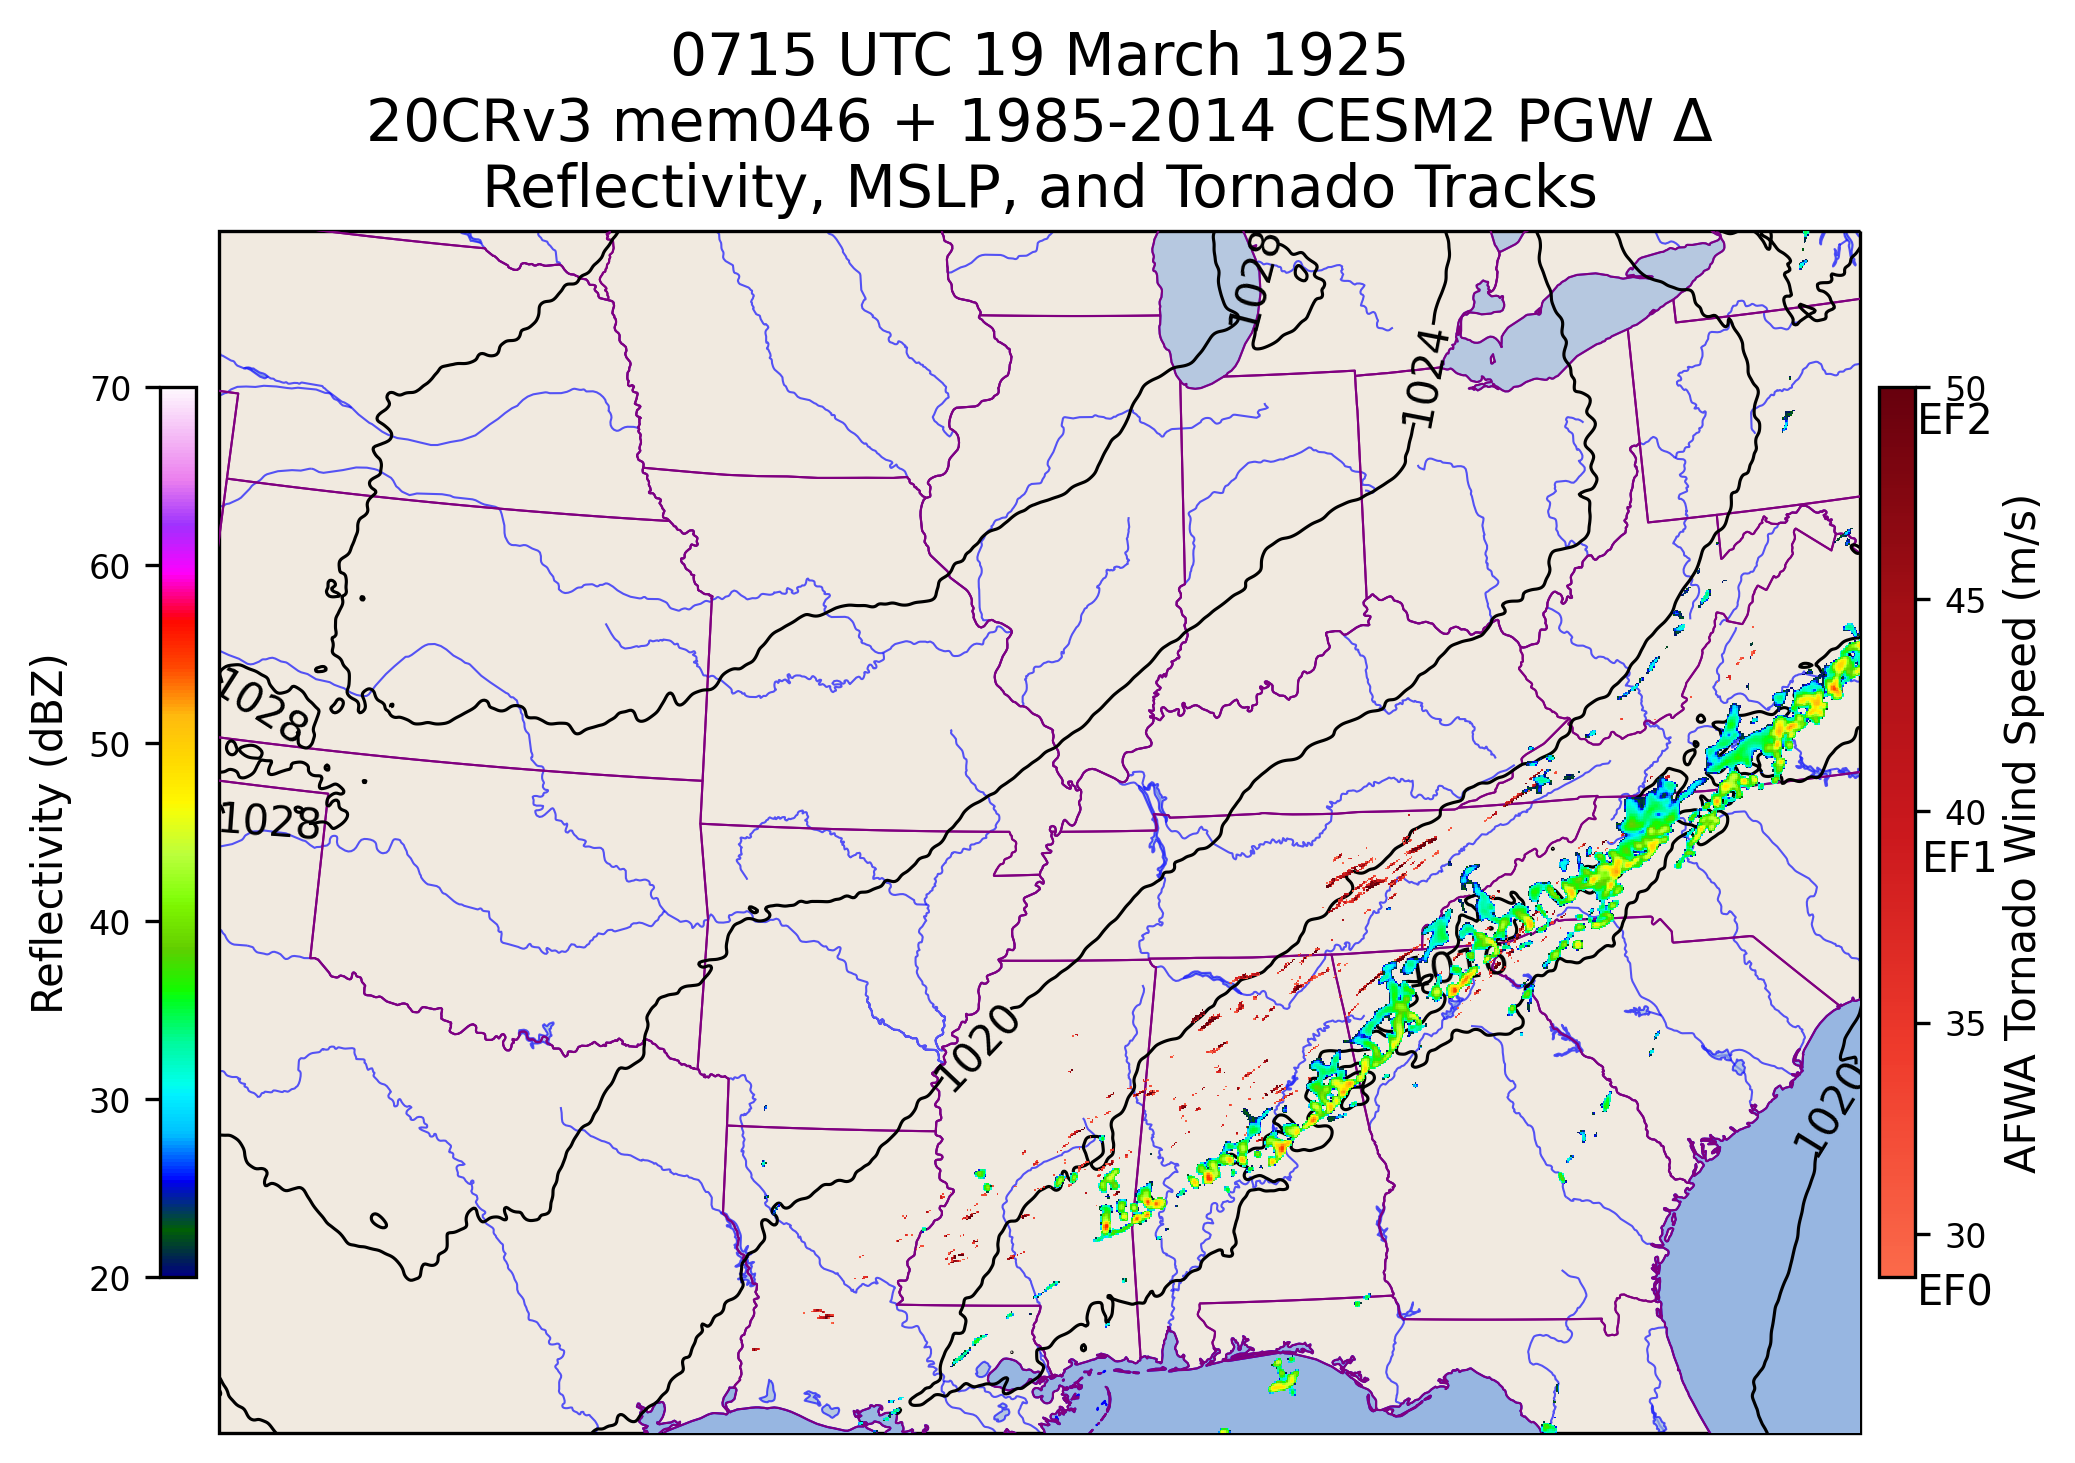 0715 UTC 19 March 1925
20CRv3 mem046 + 1985-2014 CESM2 PGW Δ
Reflectivity, MSLP, and Tornado Tracks
Reflectivity (dBZ)
70
60
50
40
30
20
1028
1024
1028
1028
1020
1020
50
EF2
45
40
EF1
35
30
EF0
AFWA Tornado Wind Speed (m/s)